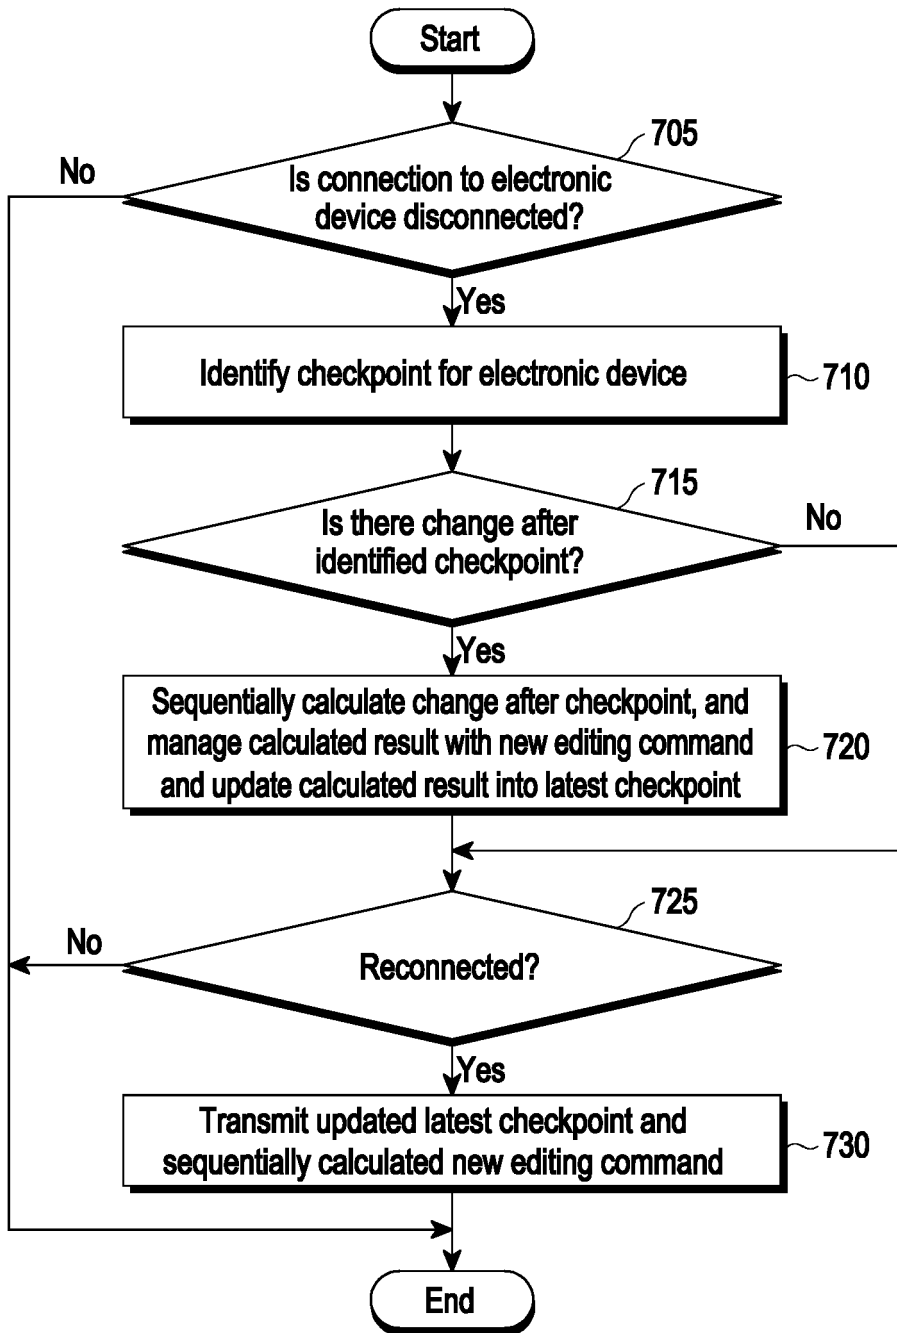 Start
705
No
Is connection to electronic
device disconnected?
Yes
Identify checkpoint for electronic device
710
715
Is there change after
identified checkpoint?
No
Yes
Sequentially calculate change after checkpoint, and
manage calculated result with new editing command
and update calculated result into latest checkpoint
720
725
No
Reconnected?
Yes
Transmit updated latest checkpoint and
sequentially calculated new editing command
730
End